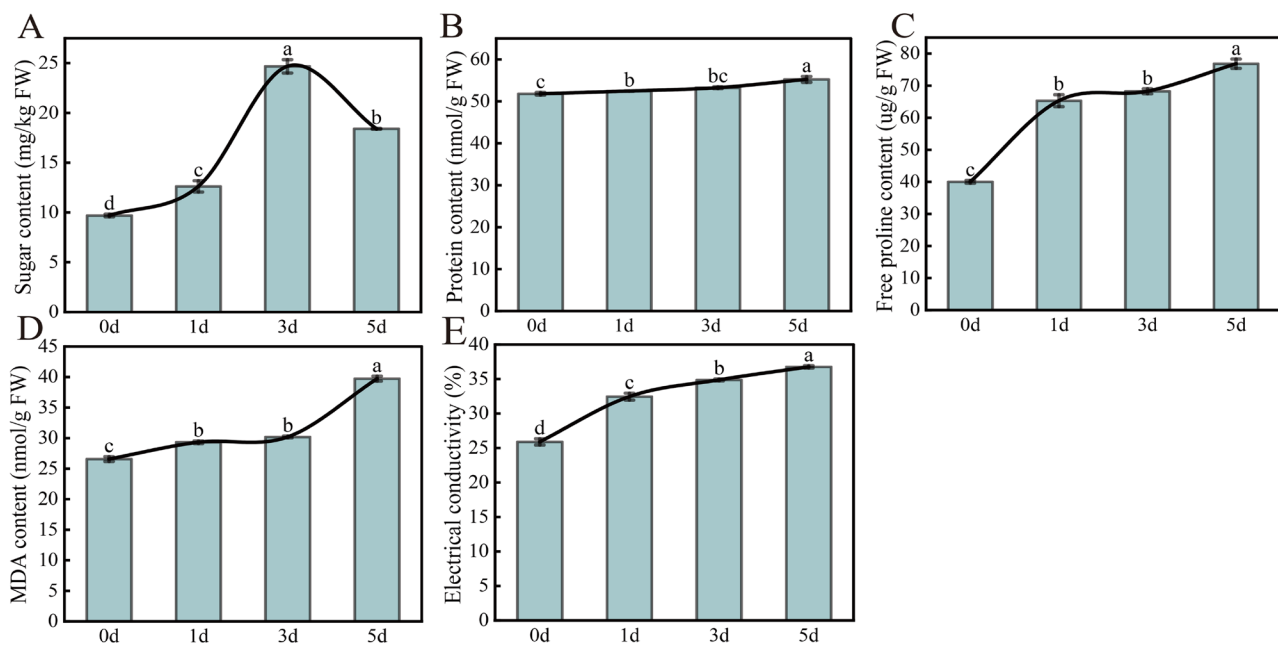 A
Sugar content (mg/kg FW)
25
20
15
10
5
0
d
c
a
b
0d 1d 3d 5d
B
Protein content (nmol/g FW)
60
50
40
30
20
10
0
c
b
bc
a
0d 1d 3d 5d
C
Free proline content (ug/g FW)
80
70
60
50
40
30
20
10
0
c
b
b
a
0d 1d 3d 5d
D
MDA content (nmol/g FW)
45
40
35
30
25
20
15
10
5
0
c
b
b
a
0d 1d 3d 5d
E
Electrical conductivity (%)
40
35
30
25
20
15
10
5
0
d
c
b
a
0d 1d 3d 5d